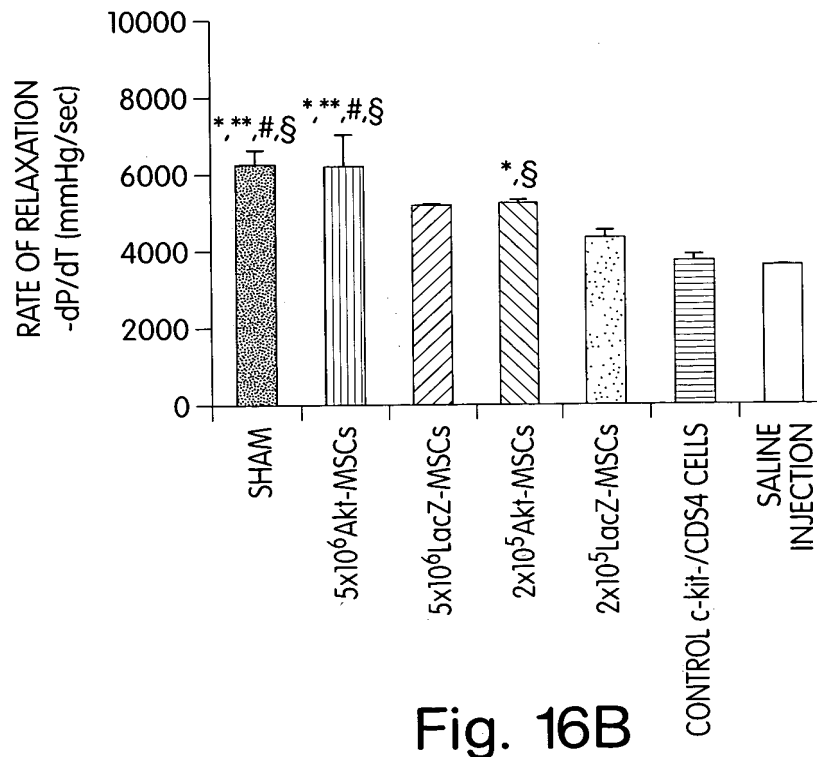 10000
8000
6000
4000
2000
0
RATE OF RELAXATION
-dP/dT (mmHg/sec)
*,**,#,§
*,**,#,§
*,§
SHAM
5x10⁶Akt-MSCs
5x10⁶LacZ-MSCs
2x10⁵Akt-MSCs
2x10⁵LacZ-MSCs
CONTROL c-kit-/CDS4 CELLS
SALINE
INJECTION
Fig. 16B